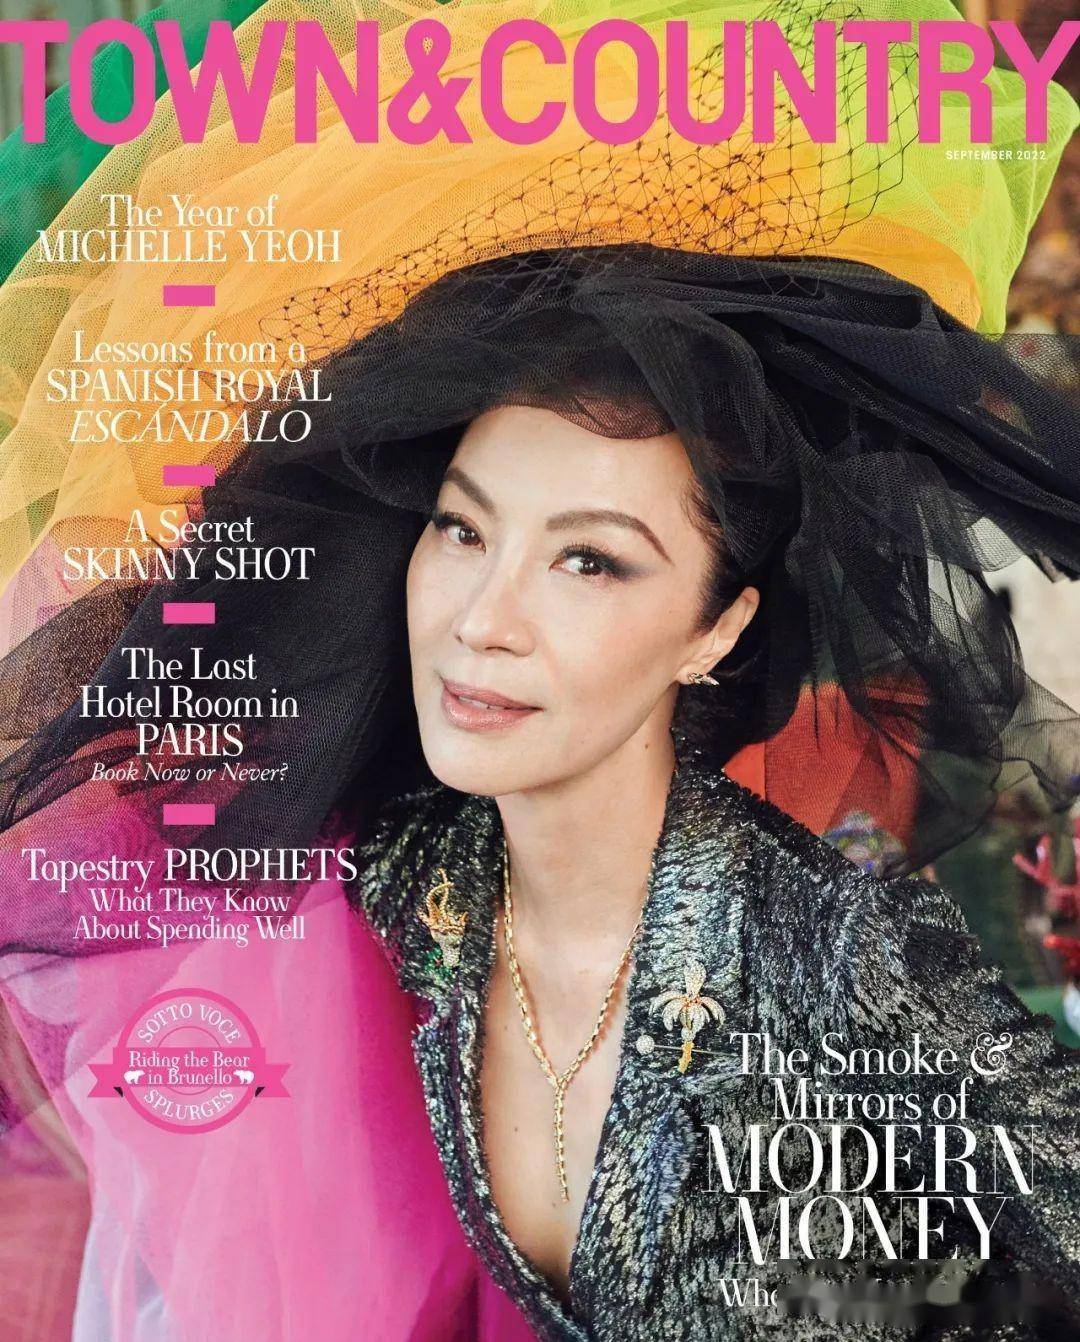 TOWN&COUNTRY
SEPTEMBER 2022
The Year of
MICHELLE YEOH
Lessons from a
SPANISH ROYAL
ESCÁNDALO
A Secret
SKINNY SHOT
The Last
Hotel Room in
PARIS
Book Now or Never?
Tapestry PROPHETS
What They Know
About Spending Well
SOTTO VOCE
Riding the Bear
in Brunello
SPLURGES
The Smoke &
Mirrors of
MODERN
MONEY